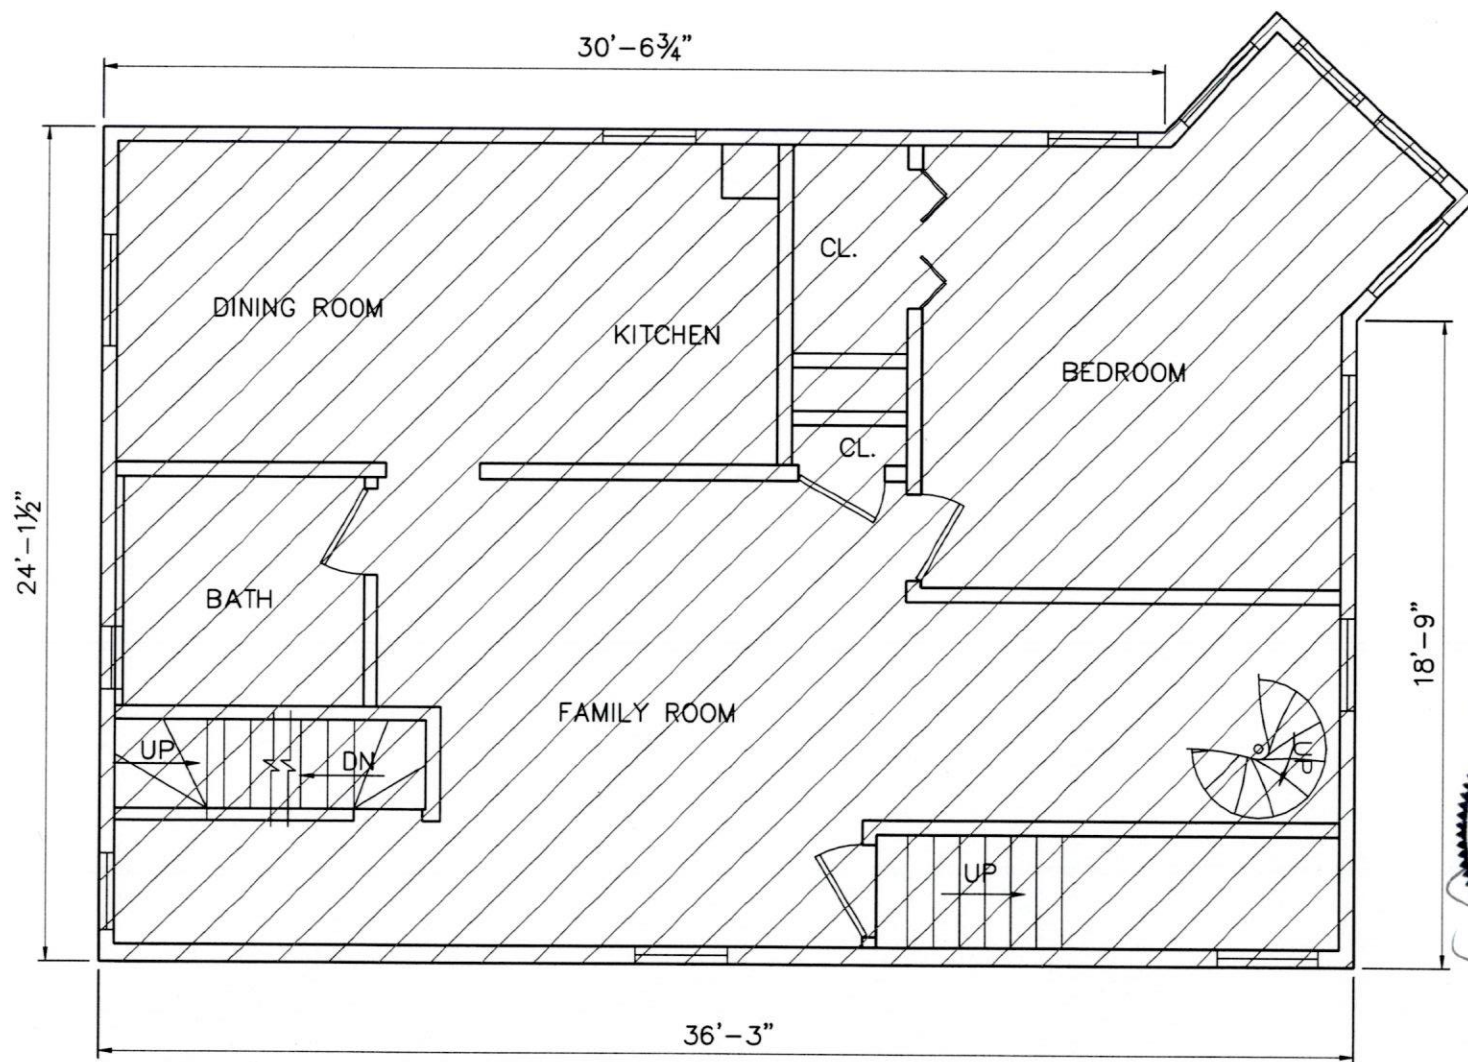 30'-6¾"
CL.
DINING ROOM
KITCHEN
BEDROOM
CL.
24'-1½"
BATH
18'-9"
FAMILY ROOM
UP
DN
UP
UP
36'-3"